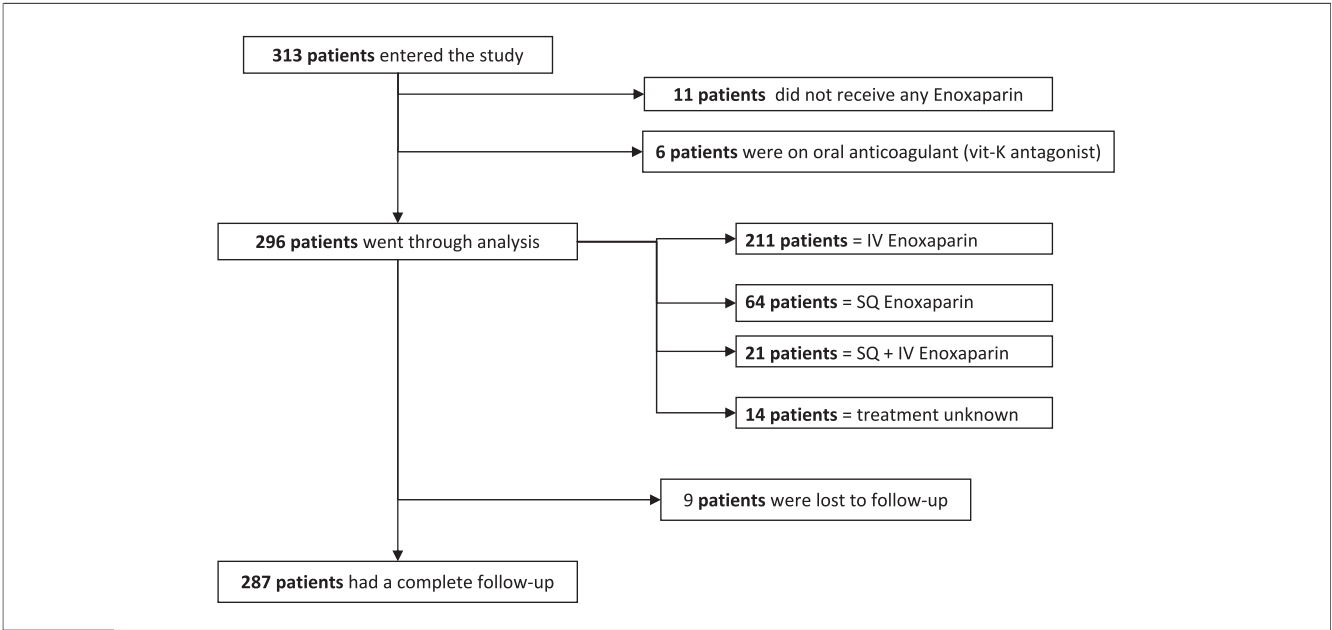 313 patients entered the study
11 patients did not receive any Enoxaparin
6 patients were on oral anticoagulant (vit-K antagonist)
296 patients went through analysis
211 patients = IV Enoxaparin
64 patients = SQ Enoxaparin
21 patients = SQ + IV Enoxaparin
14 patients = treatment unknown
9 patients were lost to follow-up
287 patients had a complete follow-up